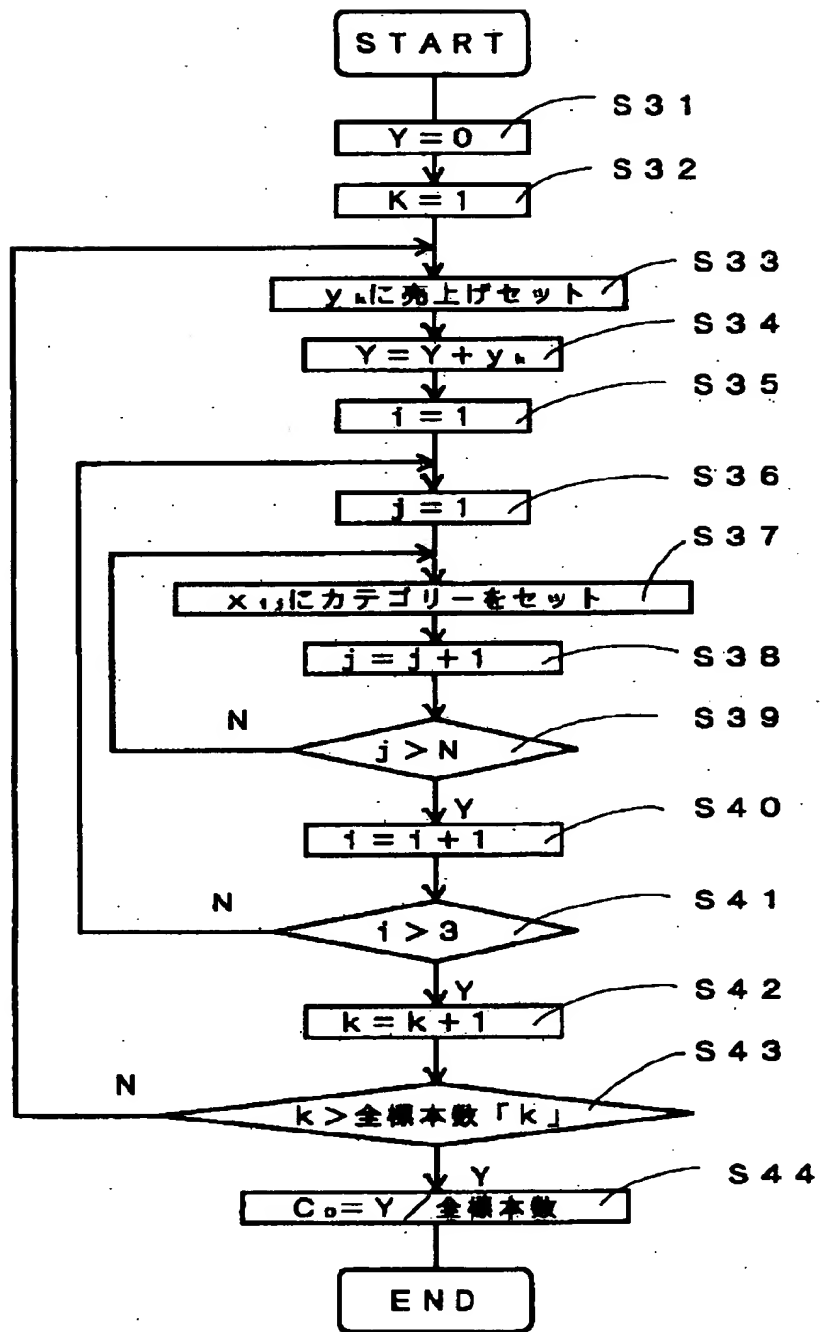 START
S31
Y=0
S32
K=1
S33
ykに売上げセット
S34
Y=Y+yk
S35
i=1
S36
j=1
S37
xijにカテゴリーをセット
S38
j=j+1
S39
N
j>N
Y
S40
i=i+1
S41
N
i>3
Y
S42
k=k+1
S43
N
k>全標本数「k」
Y
S44
C₀=Y/全標本数
END